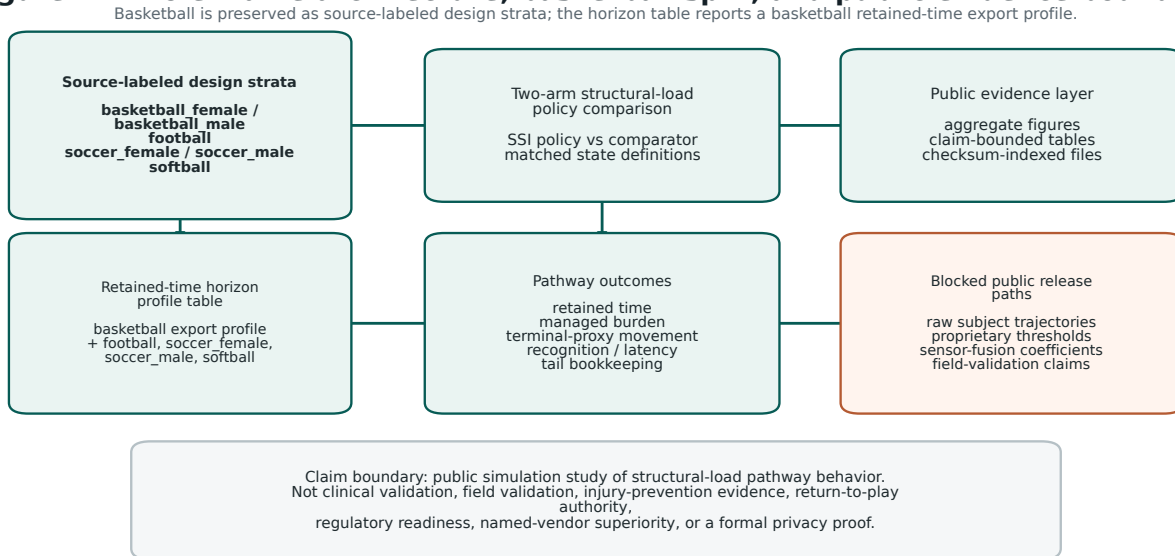 Basketball is preserved as source-labeled design strata; the horizon table reports a basketball retained-time export profile.
Source-labeled design strata
basketball_female /
basketball_male
football
soccer_female / soccer_male
softball
Two-arm structural-load
policy comparison
SSI policy vs comparator
matched state definitions
Public evidence layer
aggregate figures
claim-bounded tables
checksum-indexed files
Retained-time horizon
profile table
basketball export profile
+ football, soccer_female,
soccer_male, softball
Pathway outcomes
retained time
managed burden
terminal-proxy movement
recognition / latency
tail bookkeeping
Blocked public release
paths
raw subject trajectories
proprietary thresholds
sensor-fusion coefficients
field-validation claims
Claim boundary: public simulation study of structural-load pathway behavior.
Not clinical validation, field validation, injury-prevention evidence, return-to-play
authority,
regulatory readiness, named-vendor superiority, or a formal privacy proof.